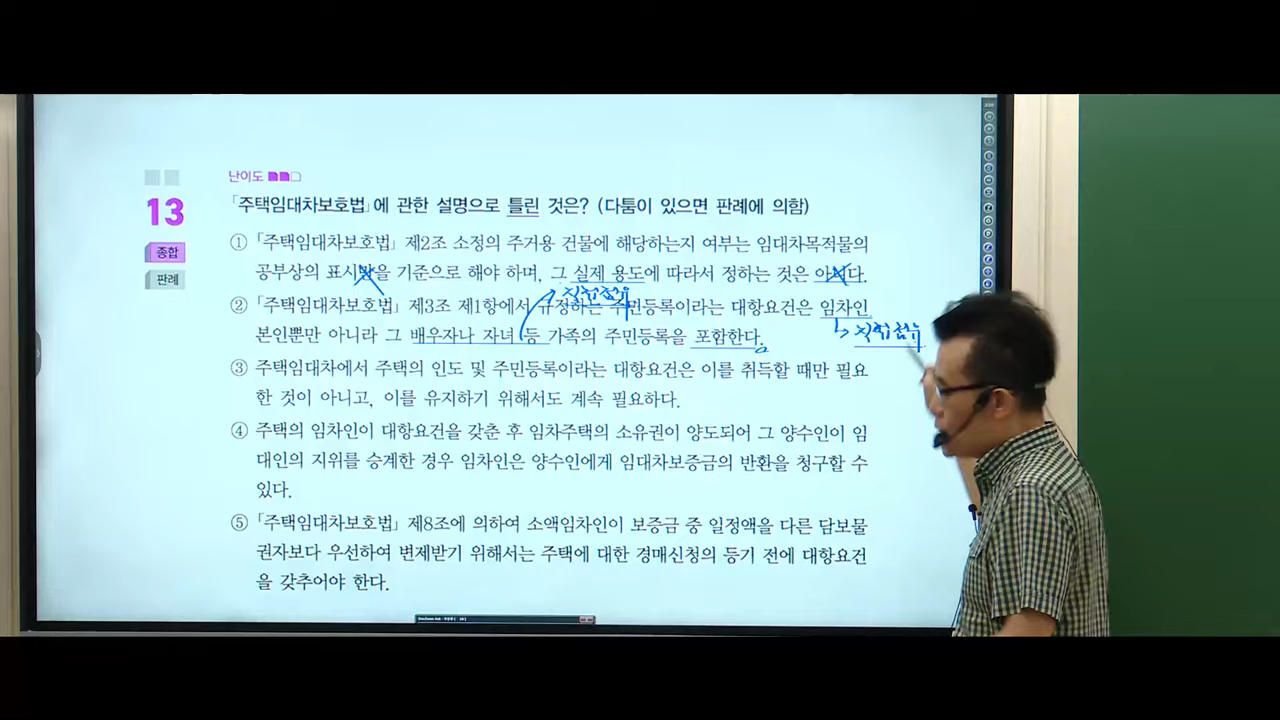 난이도
13
종합
판례
「주택임대차보호법」에 관한 설명으로 틀린 것은? (다툼이 있으면 판례에 의함)
① 「주택임대차보호법」 제2조 소정의 주거용 건물에 해당하는지 여부는 임대차목적물의
공부상의 표시만을 기준으로 해야 하며, 그 실제 용도에 따라서 정하는 것은 아니다.
직접점유
② 「주택임대차보호법」 제3조 제1항에서 규정하는 주민등록이라는 대항요건은 임차인
본인뿐만 아니라 그 배우자나 자녀 등 가족의 주민등록을 포함한다.
③ 주택임대차에서 주택의 인도 및 주민등록이라는 대항요건은 이를 취득할 때만 필요
한 것이 아니고, 이를 유지하기 위해서도 계속 필요하다.
④ 주택의 임차인이 대항요건을 갖춘 후 임차주택의 소유권이 양도되어 그 양수인이 임
대인의 지위를 승계한 경우 임차인은 양수인에게 임대차보증금의 반환을 청구할 수
있다.
⑤ 「주택임대차보호법」 제8조에 의하여 소액임차인이 보증금 중 일정액을 다른 담보물
권자보다 우선하여 변제받기 위해서는 주택에 대한 경매신청의 등기 전에 대항요건
을 갖추어야 한다.